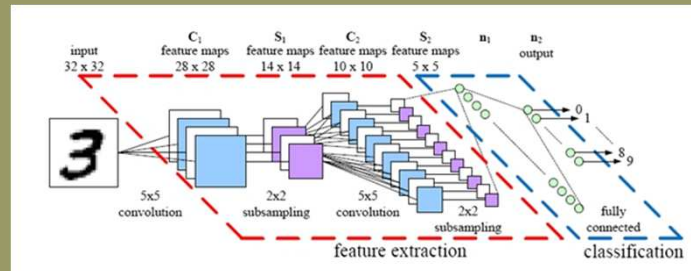 C1 S1 C2 S2 n1 n2
input feature maps feature maps feature maps feature maps output
32 x 32 28 x 28 14 x 14 10 x 10 5 x 5
3
0
1
8
9
5x5 2x2 5x5 2x2 fully
convolution subsampling convolution subsampling connected
feature extraction classification